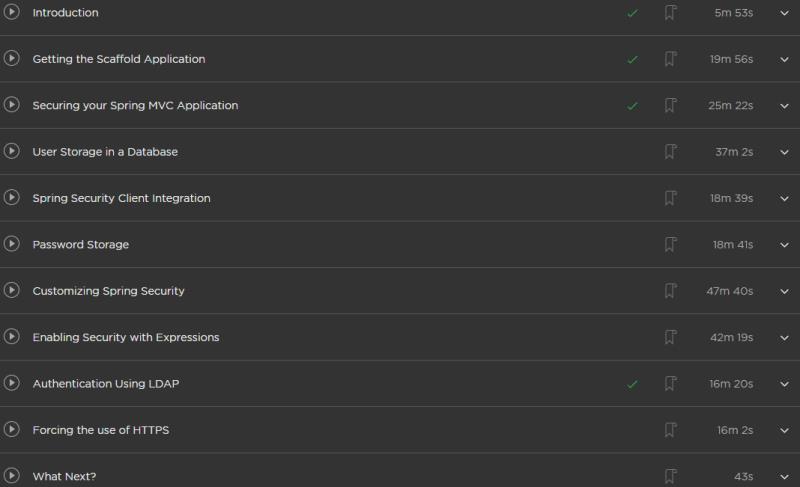 Introduction 5m 53s
Getting the Scaffold Application 19m 56s
Securing your Spring MVC Application 25m 22s
User Storage in a Database 37m 2s
Spring Security Client Integration 18m 39s
Password Storage 18m 41s
Customizing Spring Security 47m 40s
Enabling Security with Expressions 42m 19s
Authentication Using LDAP 16m 20s
Forcing the use of HTTPS 16m 2s
What Next? 43s